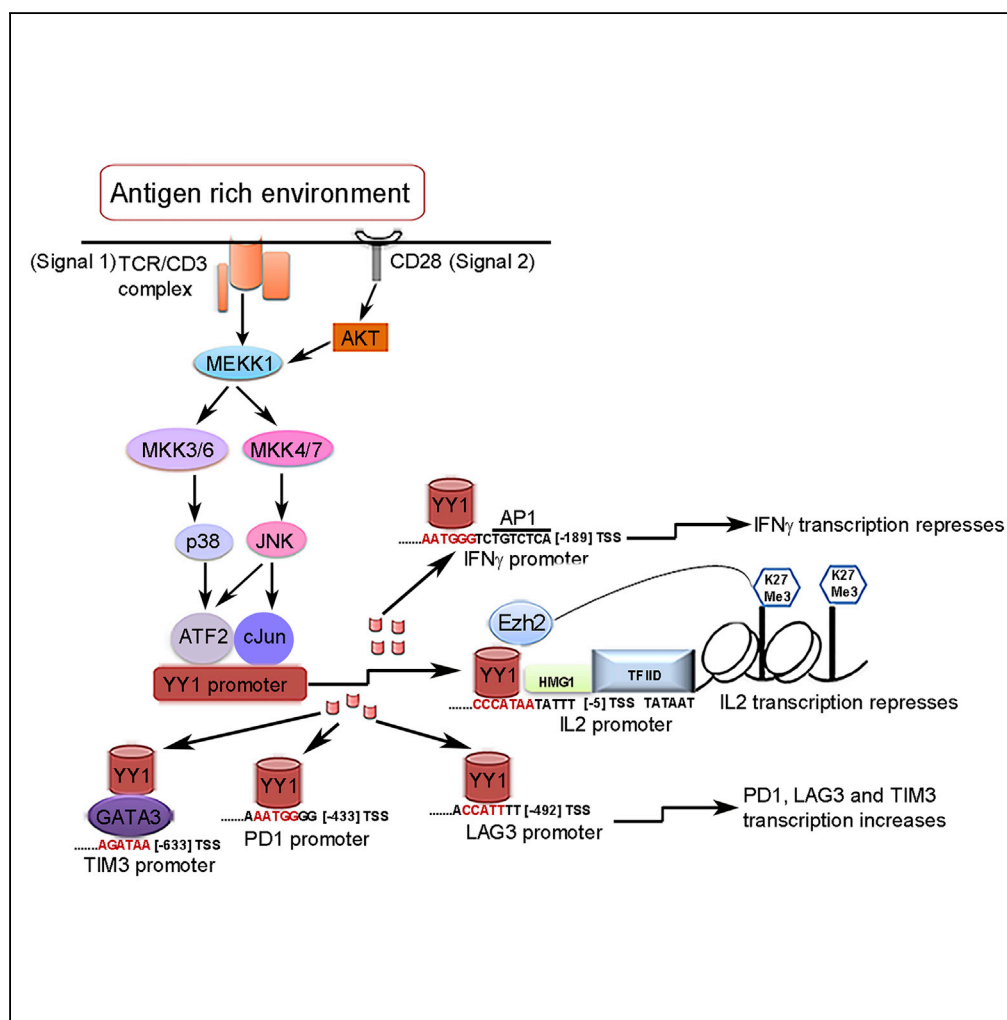 Antigen rich environment
(Signal 1) TCR/CD3
complex
CD28 (Signal 2)
AKT
MEKK1
MKK3/6
MKK4/7
p38
JNK
ATF2
cJun
YY1 promoter
YY1
AP1
.......AATGGGTCTGTCTCA [-189] TSS
IFNγ promoter
IFNγ transcription represses
Ezh2
K27
Me3
K27
Me3
YY1
HMG1
TFIID
.......CCCATAATATTT [-5] TSS TATAAT
IL2 promoter
IL2 transcription represses
YY1
GATA3
.......AGATAA [-633] TSS
TIM3 promoter
YY1
.......AAATGGGG [-433] TSS
PD1 promoter
YY1
.......ACCATTTT [-492] TSS
LAG3 promoter
PD1, LAG3 and TIM3
transcription increases